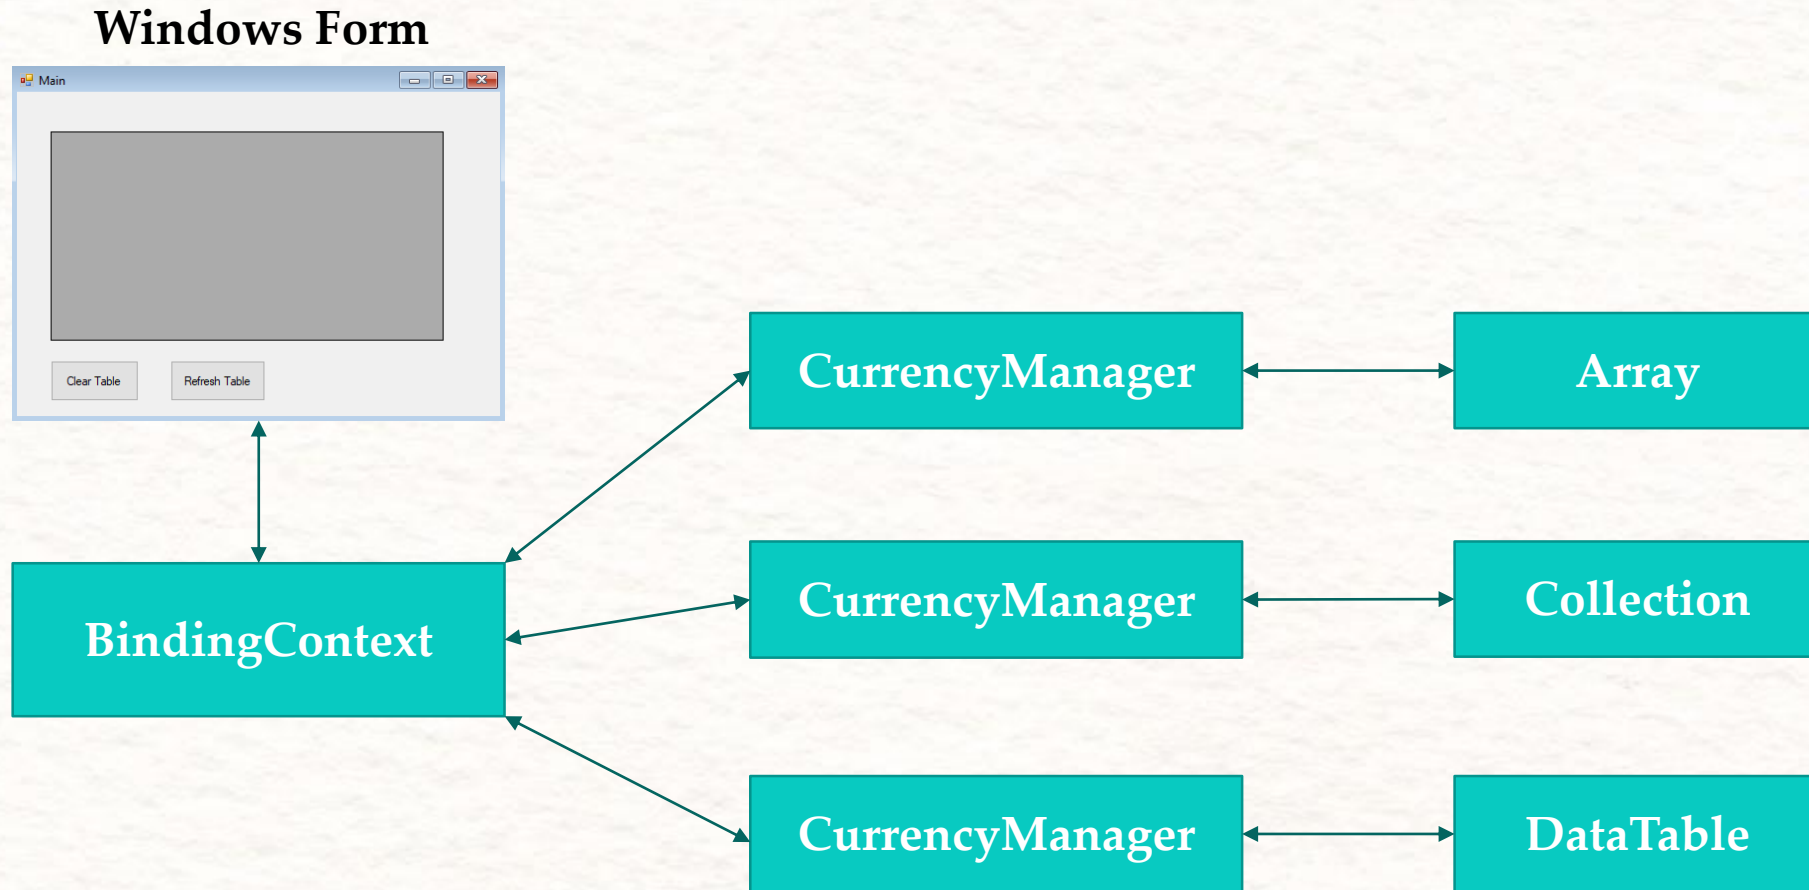 Windows Form
Main
Clear Table
Refresh Table
CurrencyManager
Array
BindingContext
CurrencyManager
Collection
CurrencyManager
DataTable